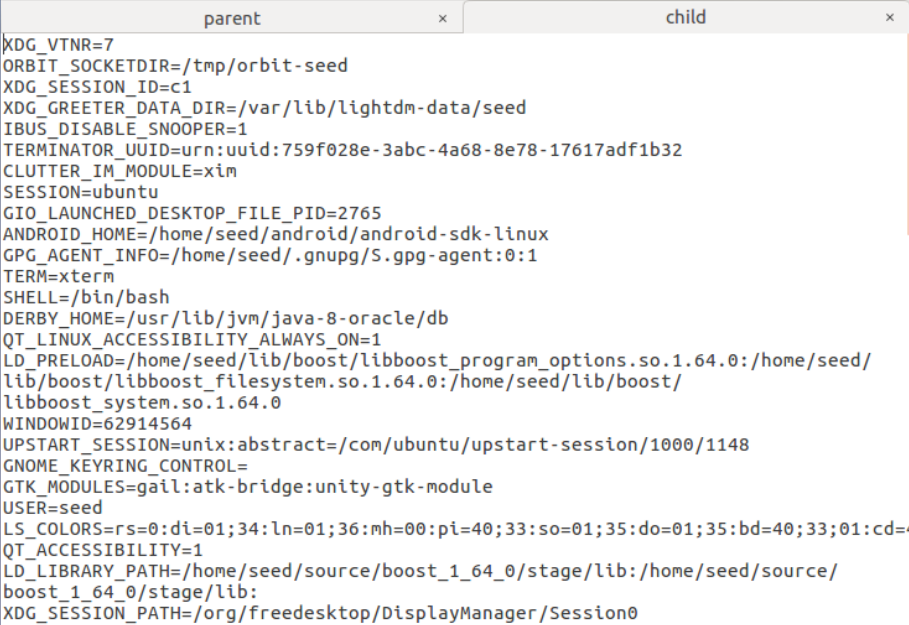 parent × child ×
XDG_VTNR=7
ORBIT_SOCKETDIR=/tmp/orbit-seed
XDG_SESSION_ID=c1
XDG_GREETER_DATA_DIR=/var/lib/lightdm-data/seed
IBUS_DISABLE_SNOOPER=1
TERMINATOR_UUID=urn:uuid:759f028e-3abc-4a68-8e78-17617adf1b32
CLUTTER_IM_MODULE=xim
SESSION=ubuntu
GIO_LAUNCHED_DESKTOP_FILE_PID=2765
ANDROID_HOME=/home/seed/android/android-sdk-linux
GPG_AGENT_INFO=/home/seed/.gnupg/S.gpg-agent:0:1
TERM=xterm
SHELL=/bin/bash
DERBY_HOME=/usr/lib/jvm/java-8-oracle/db
QT_LINUX_ACCESSIBILITY_ALWAYS_ON=1
LD_PRELOAD=/home/seed/lib/boost/libboost_program_options.so.1.64.0:/home/seed/
lib/boost/libboost_filesystem.so.1.64.0:/home/seed/lib/boost/
libboost_system.so.1.64.0
WINDOWID=62914564
UPSTART_SESSION=unix:abstract=/com/ubuntu/upstart-session/1000/1148
GNOME_KEYRING_CONTROL=
GTK_MODULES=gail:atk-bridge:unity-gtk-module
USER=seed
LS_COLORS=rs=0:di=01;34:ln=01;36:mh=00:pi=40;33:so=01;35:do=01;35:bd=40;33;01:cd=
QT_ACCESSIBILITY=1
LD_LIBRARY_PATH=/home/seed/source/boost_1_64_0/stage/lib:/home/seed/source/
boost_1_64_0/stage/lib:
XDG_SESSION_PATH=/org/freedesktop/DisplayManager/Session0